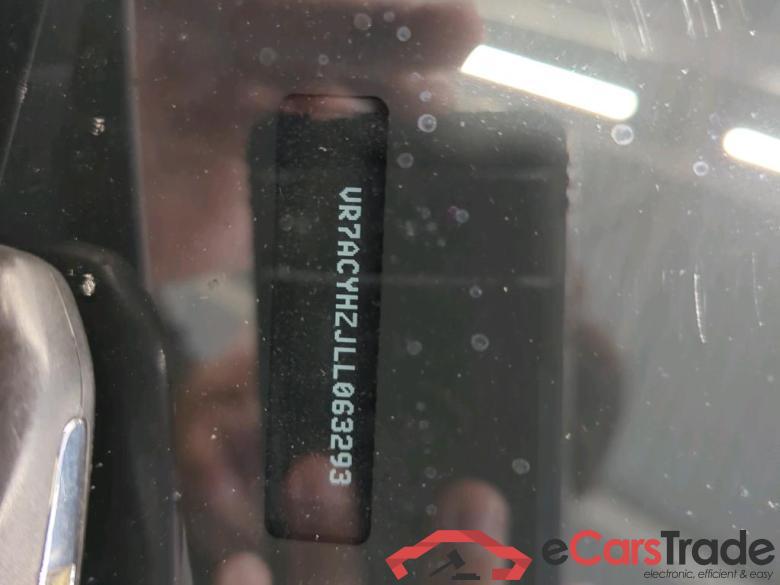 VR7ACYHZJLL063293
eCarsTrade
electronic, efficient & easy